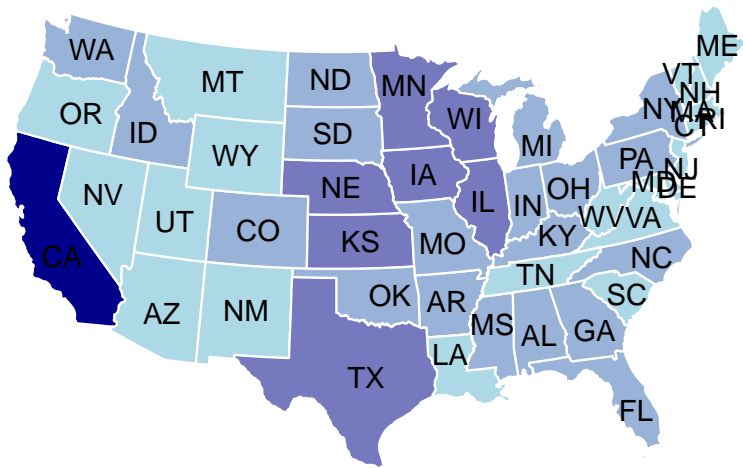 ME
WA
VT
MT
ND
MN
NH
OR
NY
MA
RI
ID
SD
WI
CT
MI
WY
PA
NJ
IA
NE
OH
MD
DE
NV
IL
IN
UT
WV
VA
CO
KY
KS
MO
NC
CA
TN
OK
SC
AR
AZ
NM
MS
GA
AL
LA
TX
FL